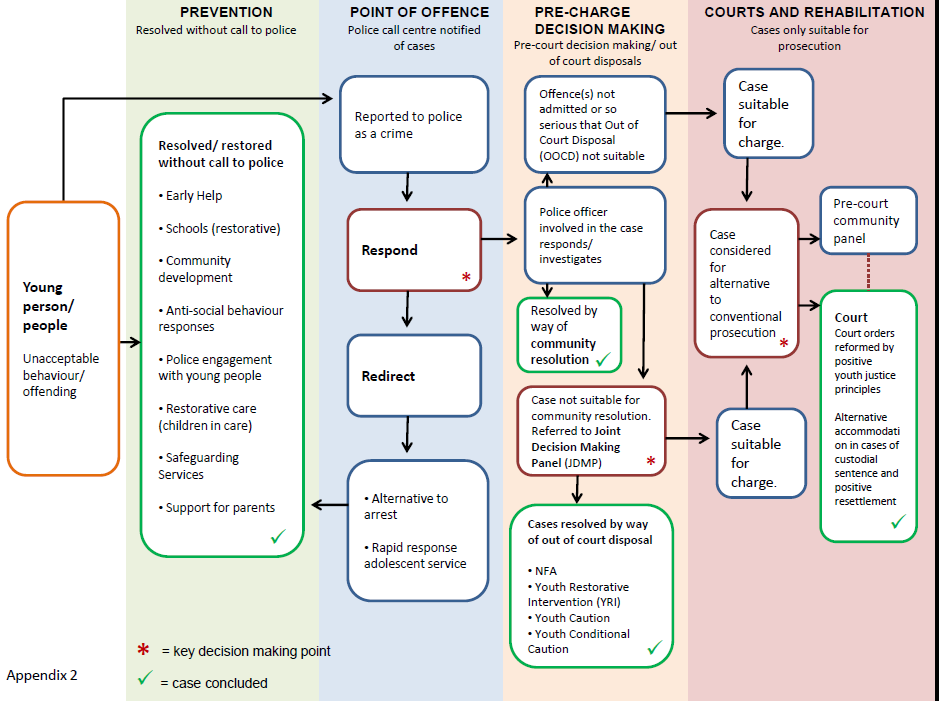 PREVENTION
Resolved without call to police
POINT OF OFFENCE
Police call centre notified
of cases
PRE-CHARGE
DECISION MAKING
Pre-court decision making/ out
of court disposals
COURTS AND REHABILITATION
Cases only suitable for
prosecution
Young
person/
people
Unacceptable
behaviour/
offending
Resolved/ restored
without call to police
• Early Help
• Schools (restorative)
• Community
development
• Anti-social behaviour
responses
• Police engagement
with young people
• Restorative care
(children in care)
• Safeguarding
Services
• Support for parents
✓
Reported to police
as a crime
Respond
*
Redirect
• Alternative to
arrest
• Rapid response
adolescent service
Offence(s) not
admitted or so
serious that Out of
Court Disposal
(OOCD) not suitable
Police officer
involved in the case
responds/
investigates
Resolved by
way of
community
resolution ✓
Case not suitable for
community resolution.
Referred to Joint
Decision Making
Panel (JDMP) *
Cases resolved by way
of out of court disposal
• NFA
• Youth Restorative
Intervention (YRI)
• Youth Caution
• Youth Conditional
Caution ✓
Case
suitable
for
charge.
Case
considered
for
alternative
to
conventional
prosecution *
Case
suitable
for
charge.
Pre-court
community
panel
Court
Court orders
reformed by
positive
youth justice
principles
Alternative
accommodati
on in cases of
custodial
sentence and
positive
resettlement
✓
* = key decision making point
✓ = case concluded
Appendix 2